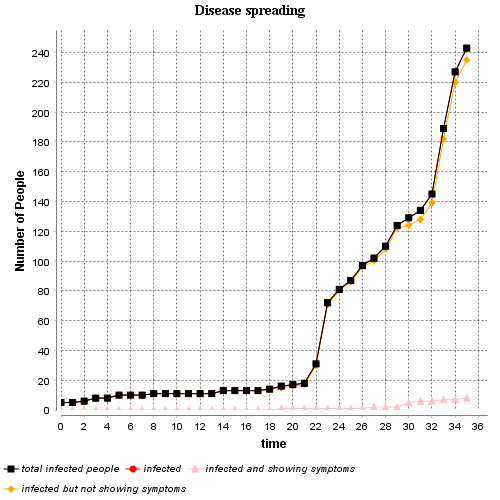 Disease spreading
Number of People
240
220
200
180
160
140
120
100
80
60
40
20
0
0 2 4 6 8 10 12 14 16 18 20 22 24 26 28 30 32 34 36
time
total infected people infected infected and showing symptoms
infected but not showing symptoms